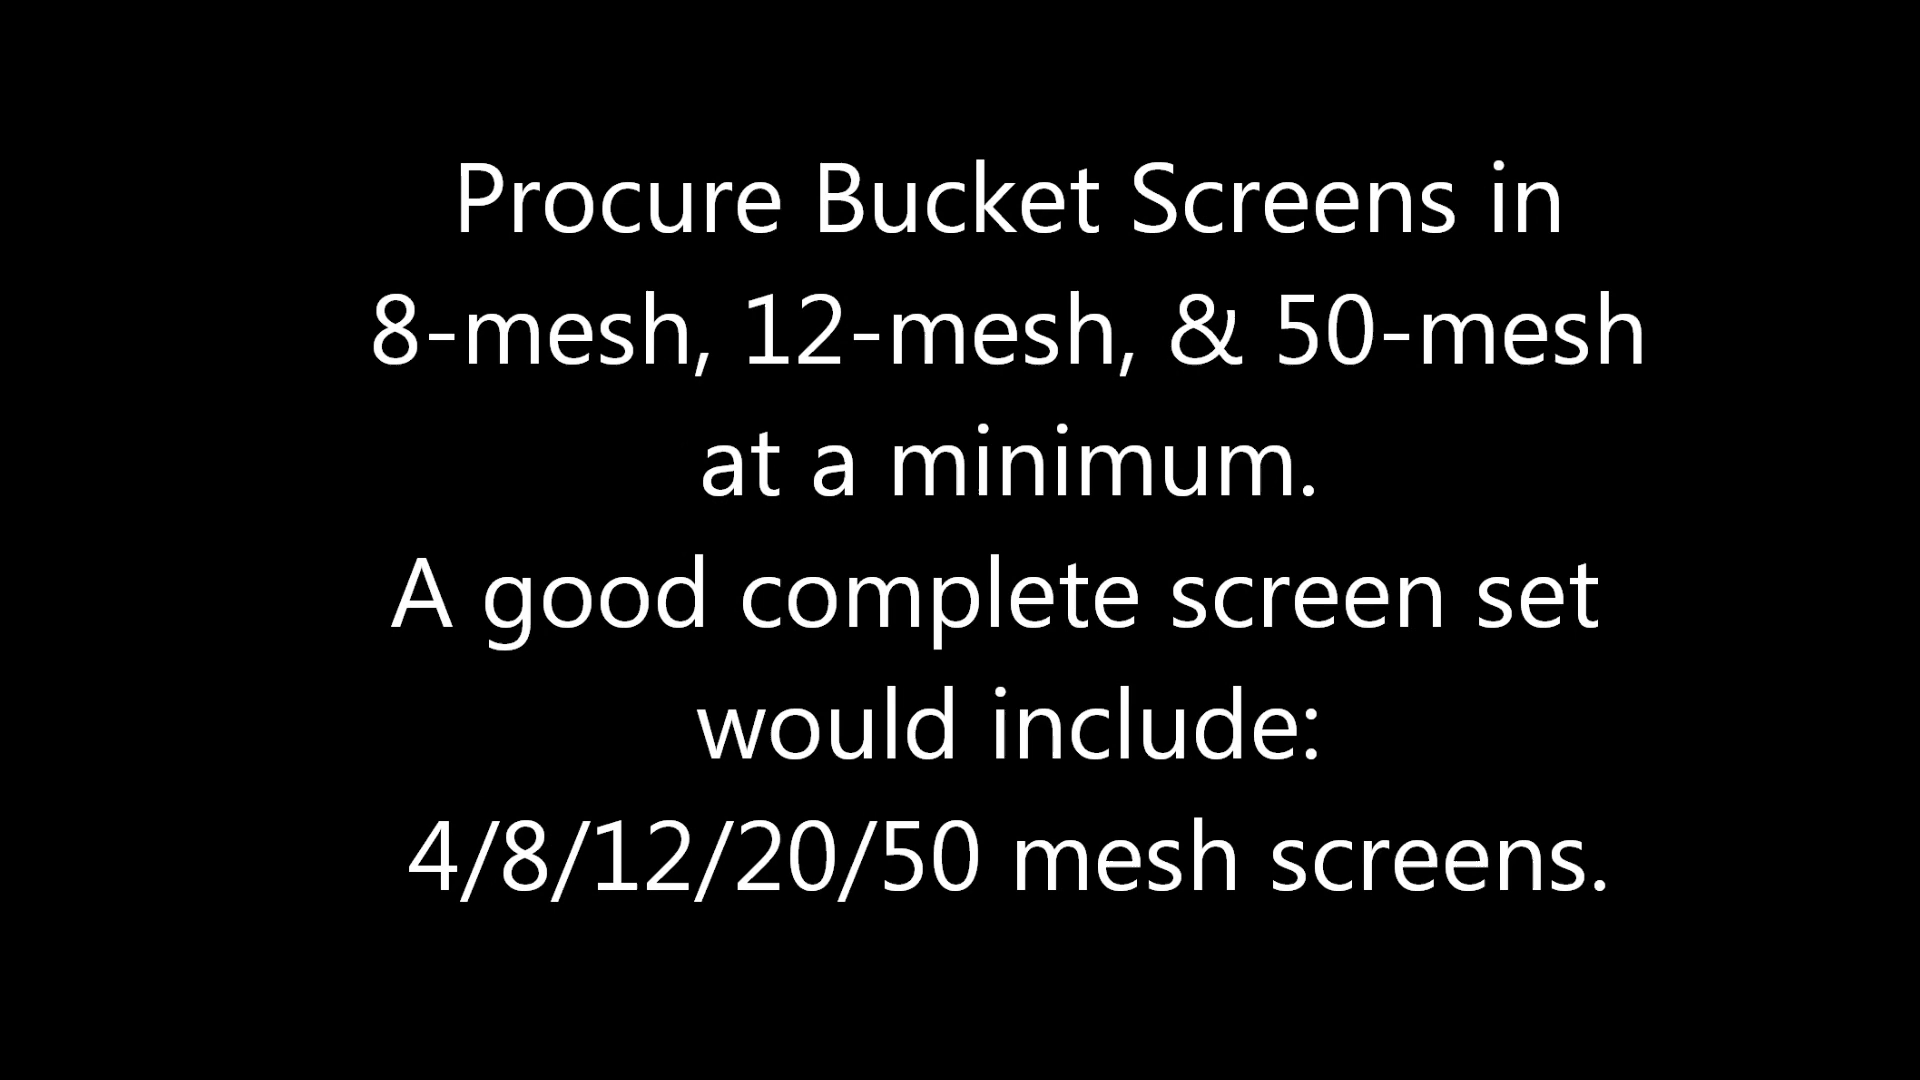 Procure Bucket Screens in
8-mesh, 12-mesh, & 50-mesh
at a minimum.
A good complete screen set
would include:
4/8/12/20/50 mesh screens.